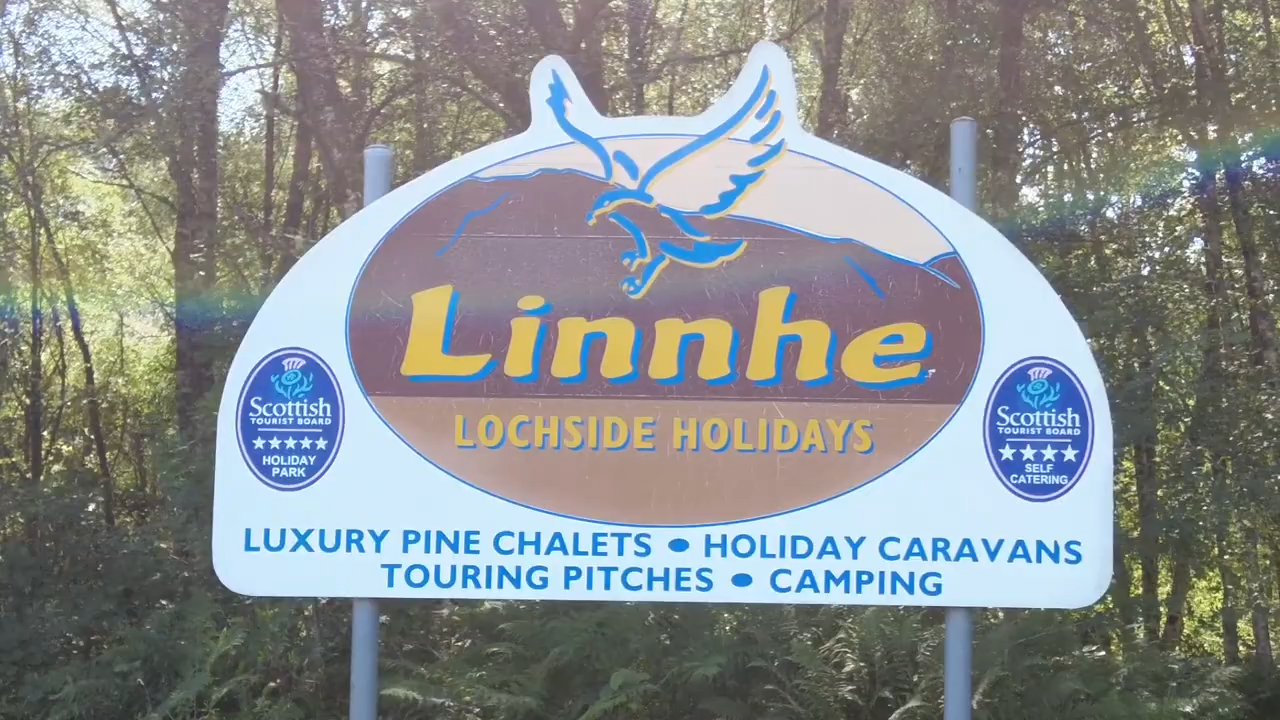 Linnhe
LOCHSIDE HOLIDAYS
Scottish
TOURIST BOARD
HOLIDAY
PARK
Scottish
TOURIST BOARD
SELF
CATERING
LUXURY PINE CHALETS • HOLIDAY CARAVANS
TOURING PITCHES • CAMPING